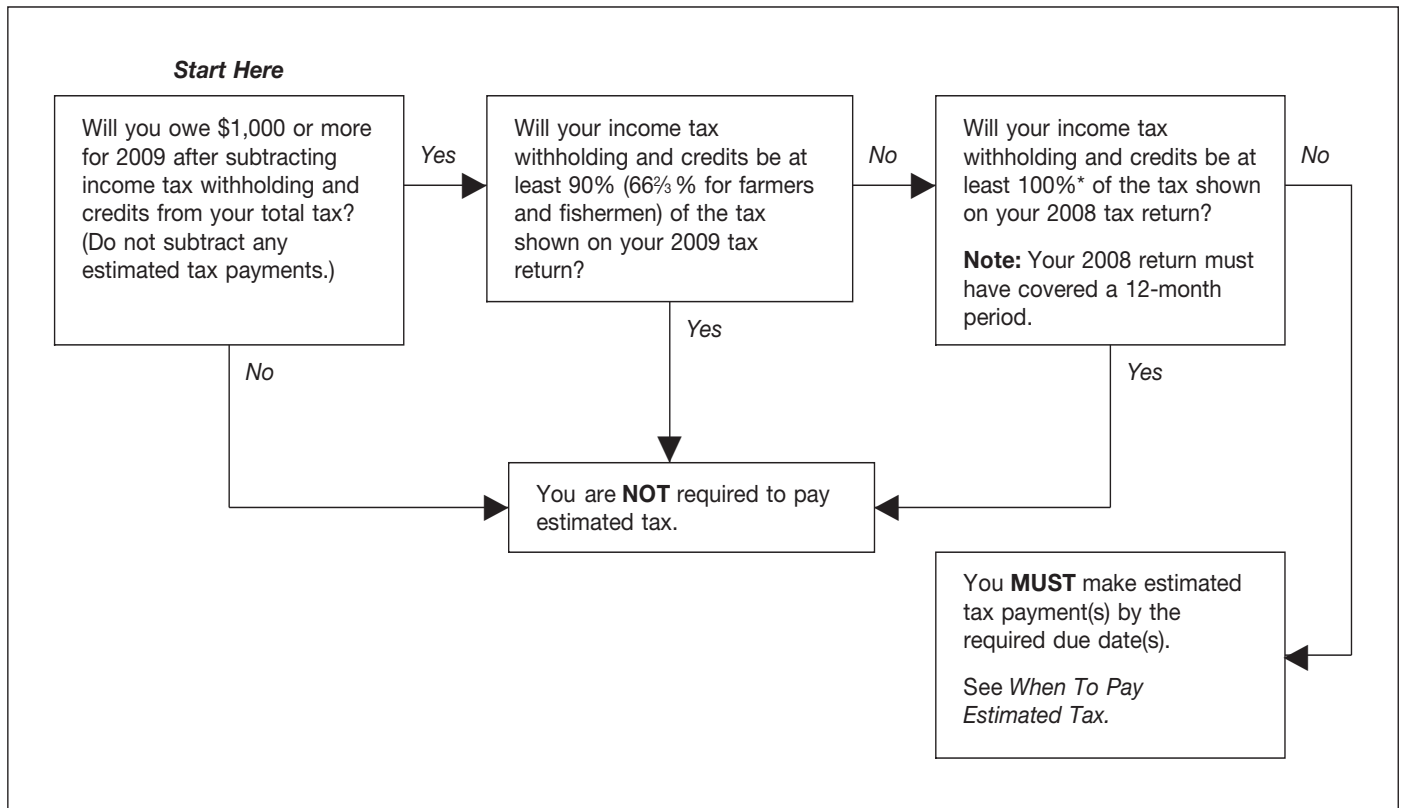 Start Here
Will you owe $1,000 or more
for 2009 after subtracting
income tax withholding and
credits from your total tax?
(Do not subtract any
estimated tax payments.)
Yes
No
Will your income tax
withholding and credits be at
least 90% (66⅔ % for farmers
and fishermen) of the tax
shown on your 2009 tax
return?
No
Yes
Will your income tax
withholding and credits be at
least 100%* of the tax shown
on your 2008 tax return?
Note: Your 2008 return must
have covered a 12-month
period.
No
Yes
You are NOT required to pay
estimated tax.
You MUST make estimated
tax payment(s) by the
required due date(s).
See When To Pay
Estimated Tax.